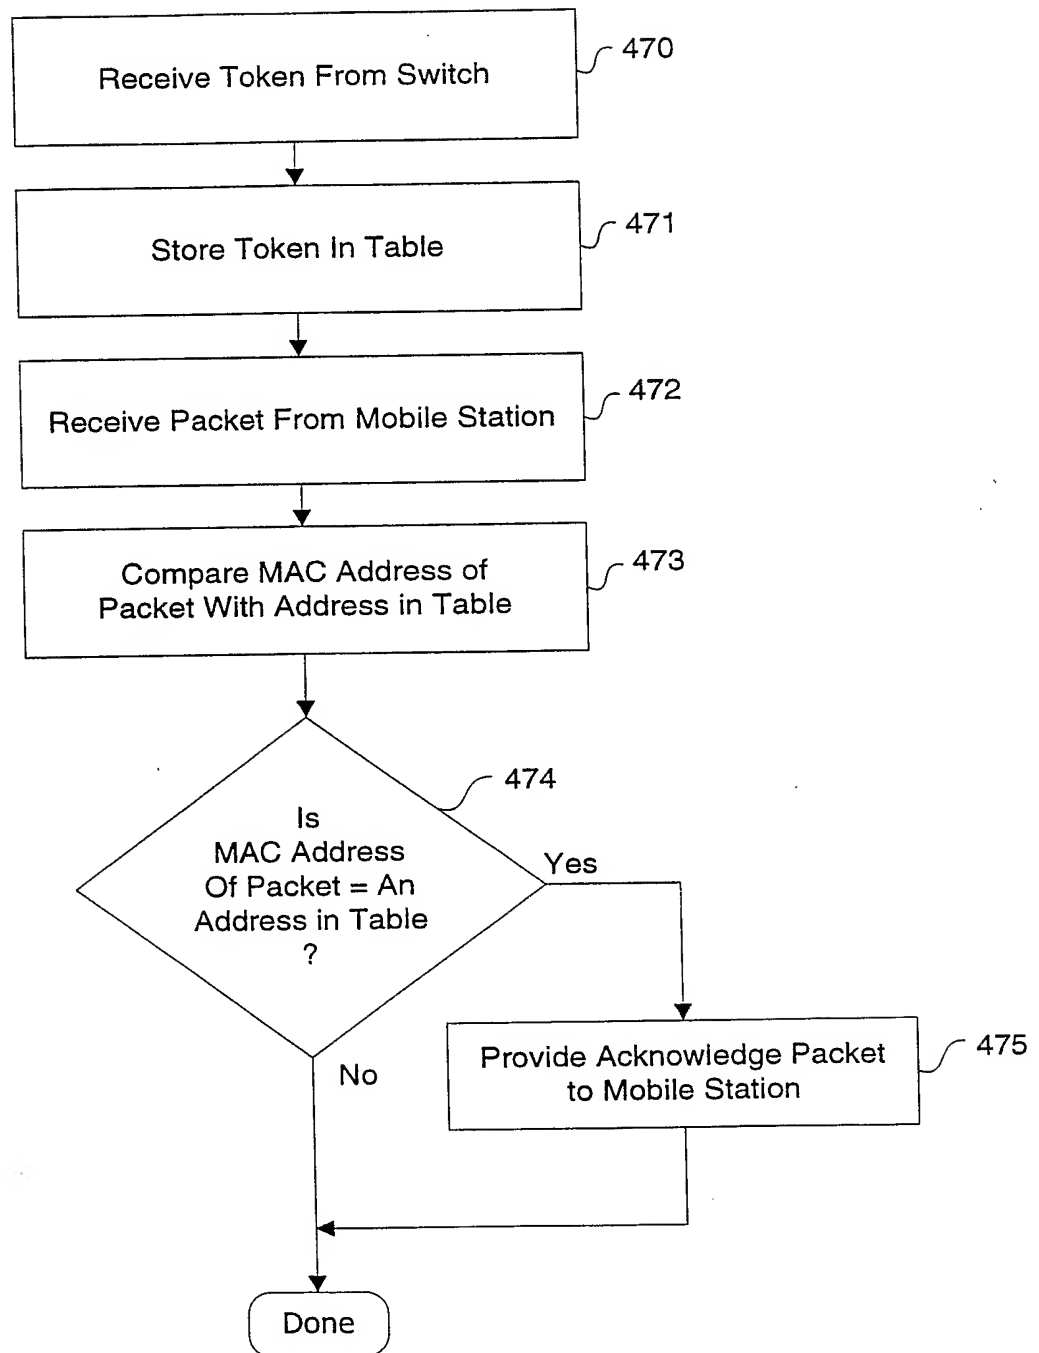 Receive Token From Switch
470
Store Token In Table
471
Receive Packet From Mobile Station
472
Compare MAC Address of
Packet With Address in Table
473
474
Is
MAC Address
Of Packet = An
Address in Table
?
Yes
No
Provide Acknowledge Packet
to Mobile Station
475
Done